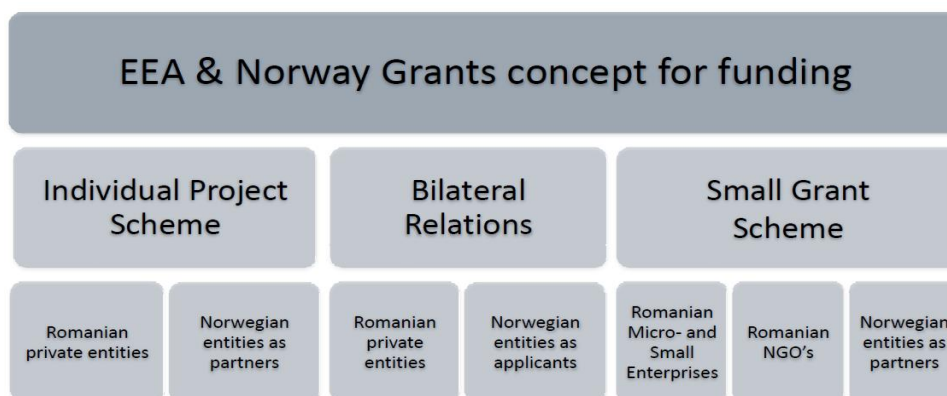 EEA & Norway Grants concept for funding
Individual Project
Scheme
Bilateral
Relations
Small Grant
Scheme
Romanian
private entities
Norwegian
entities as
partners
Romanian
private
entities
Norwegian
entities as
applicants
Romanian
Micro- and
Small
Enterprises
Romanian
NGO's
Norwegian
entities as
partners